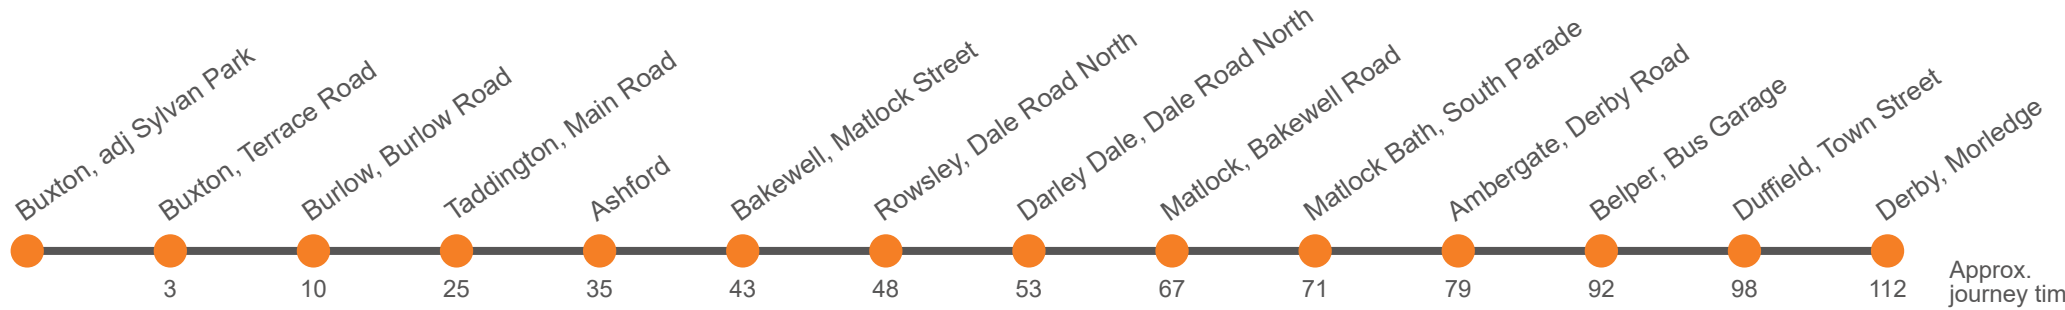 Buxton, adj Sylvan Park
Buxton, Terrace Road
Burlow, Burlow Road
Taddington, Main Road
Ashford
Bakewell, Matlock Street
Rowsley, Dale Road North
Darley Dale, Dale Road North
Matlock, Bakewell Road
Matlock Bath, South Parade
Ambergate, Derby Road
Belper, Bus Garage
Duffield, Town Street
Derby, Morledge
3 10 25 35 43 48 53 67 71 79 92 98 112
Approx.
journey tim